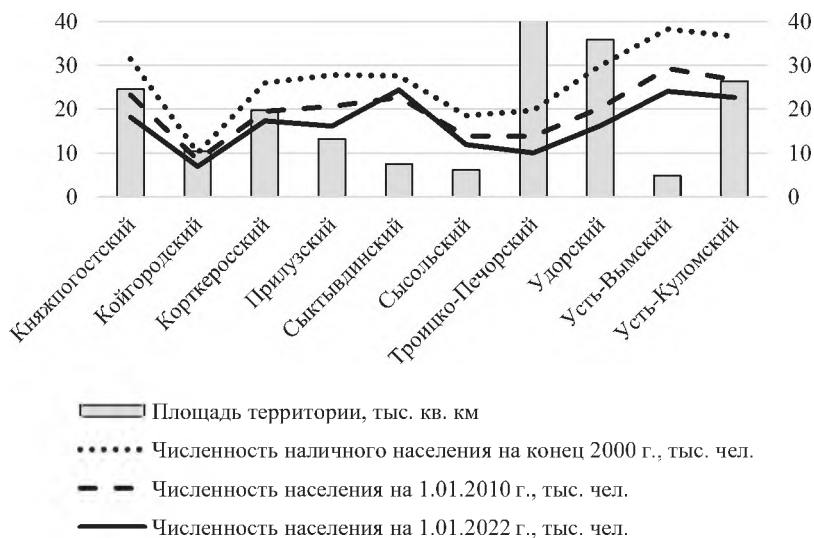 40 40
30 30
20 20
10 10
0 0
Княжпогостский
Койгородский
Корткеросский
Прилузский
Сыктывдинский
Сысольский
Троицко-Печорский
Удорский
Усть-Вымский
Усть-Куломский
Площадь территории, тыс. кв. км
Численность наличного населения на конец 2000 г., тыс. чел.
Численность населения на 1.01.2010 г., тыс. чел.
Численность населения на 1.01.2022 г., тыс. чел.